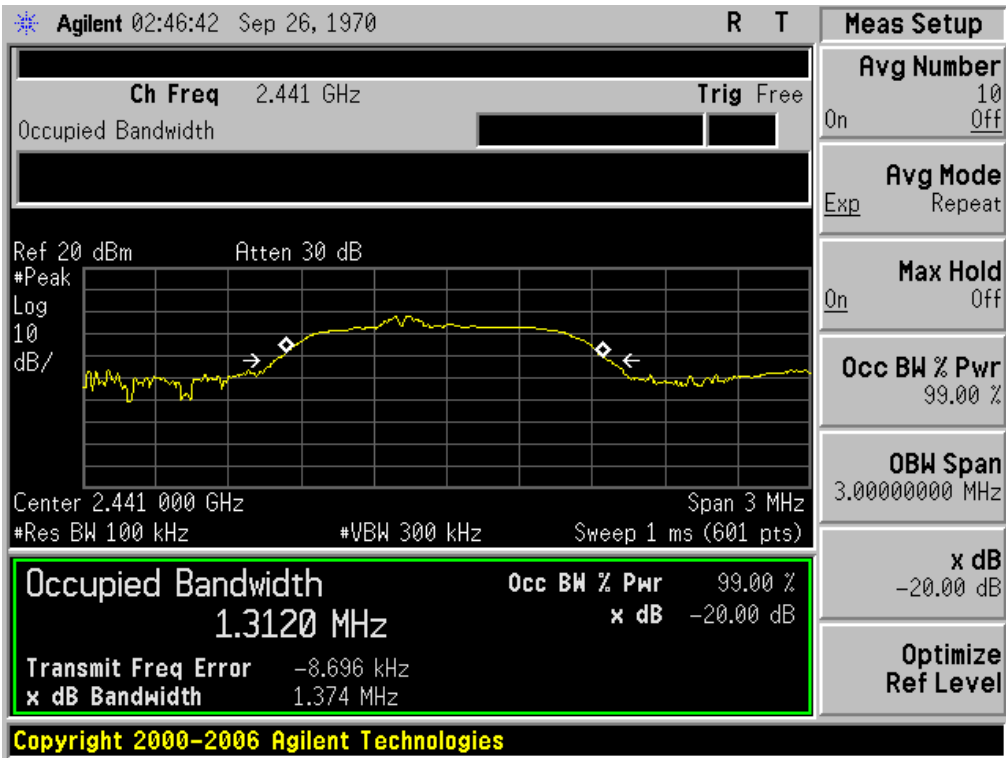 Agilent 02:46:42 Sep 26, 1970 R T
Ch Freq 2.441 GHz Trig Free
Occupied Bandwidth
Ref 20 dBm Atten 30 dB
#Peak
Log
10
dB/
Center 2.441 000 GHz Span 3 MHz
#Res BW 100 kHz #VBW 300 kHz Sweep 1 ms (601 pts)
Occupied Bandwidth Occ BW % Pwr 99.00 %
1.3120 MHz x dB -20.00 dB
Transmit Freq Error -8.696 kHz
x dB Bandwidth 1.374 MHz
Copyright 2000-2006 Agilent Technologies
Meas Setup
Avg Number
10
On Off
Avg Mode
Exp Repeat
Max Hold
On Off
Occ BW % Pwr
99.00 %
OBW Span
3.00000000 MHz
x dB
-20.00 dB
Optimize
Ref Level